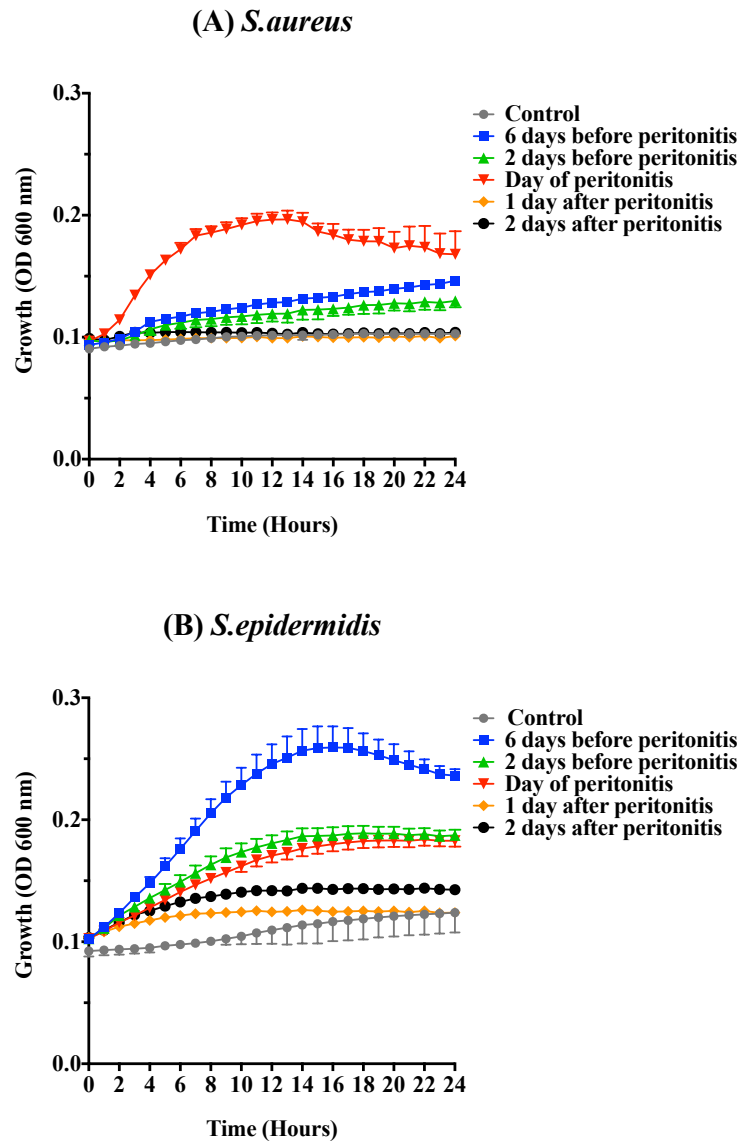 (A) S.aureus
Growth (OD 600 nm)
0.3
0.2
0.1
0.0
0 2 4 6 8 10 12 14 16 18 20 22 24
Time (Hours)
Control
6 days before peritonitis
2 days before peritonitis
Day of peritonitis
1 day after peritonitis
2 days after peritonitis
(B) S.epidermidis
Growth (OD 600 nm)
0.3
0.2
0.1
0.0
0 2 4 6 8 10 12 14 16 18 20 22 24
Time (Hours)
Control
6 days before peritonitis
2 days before peritonitis
Day of peritonitis
1 day after peritonitis
2 days after peritonitis